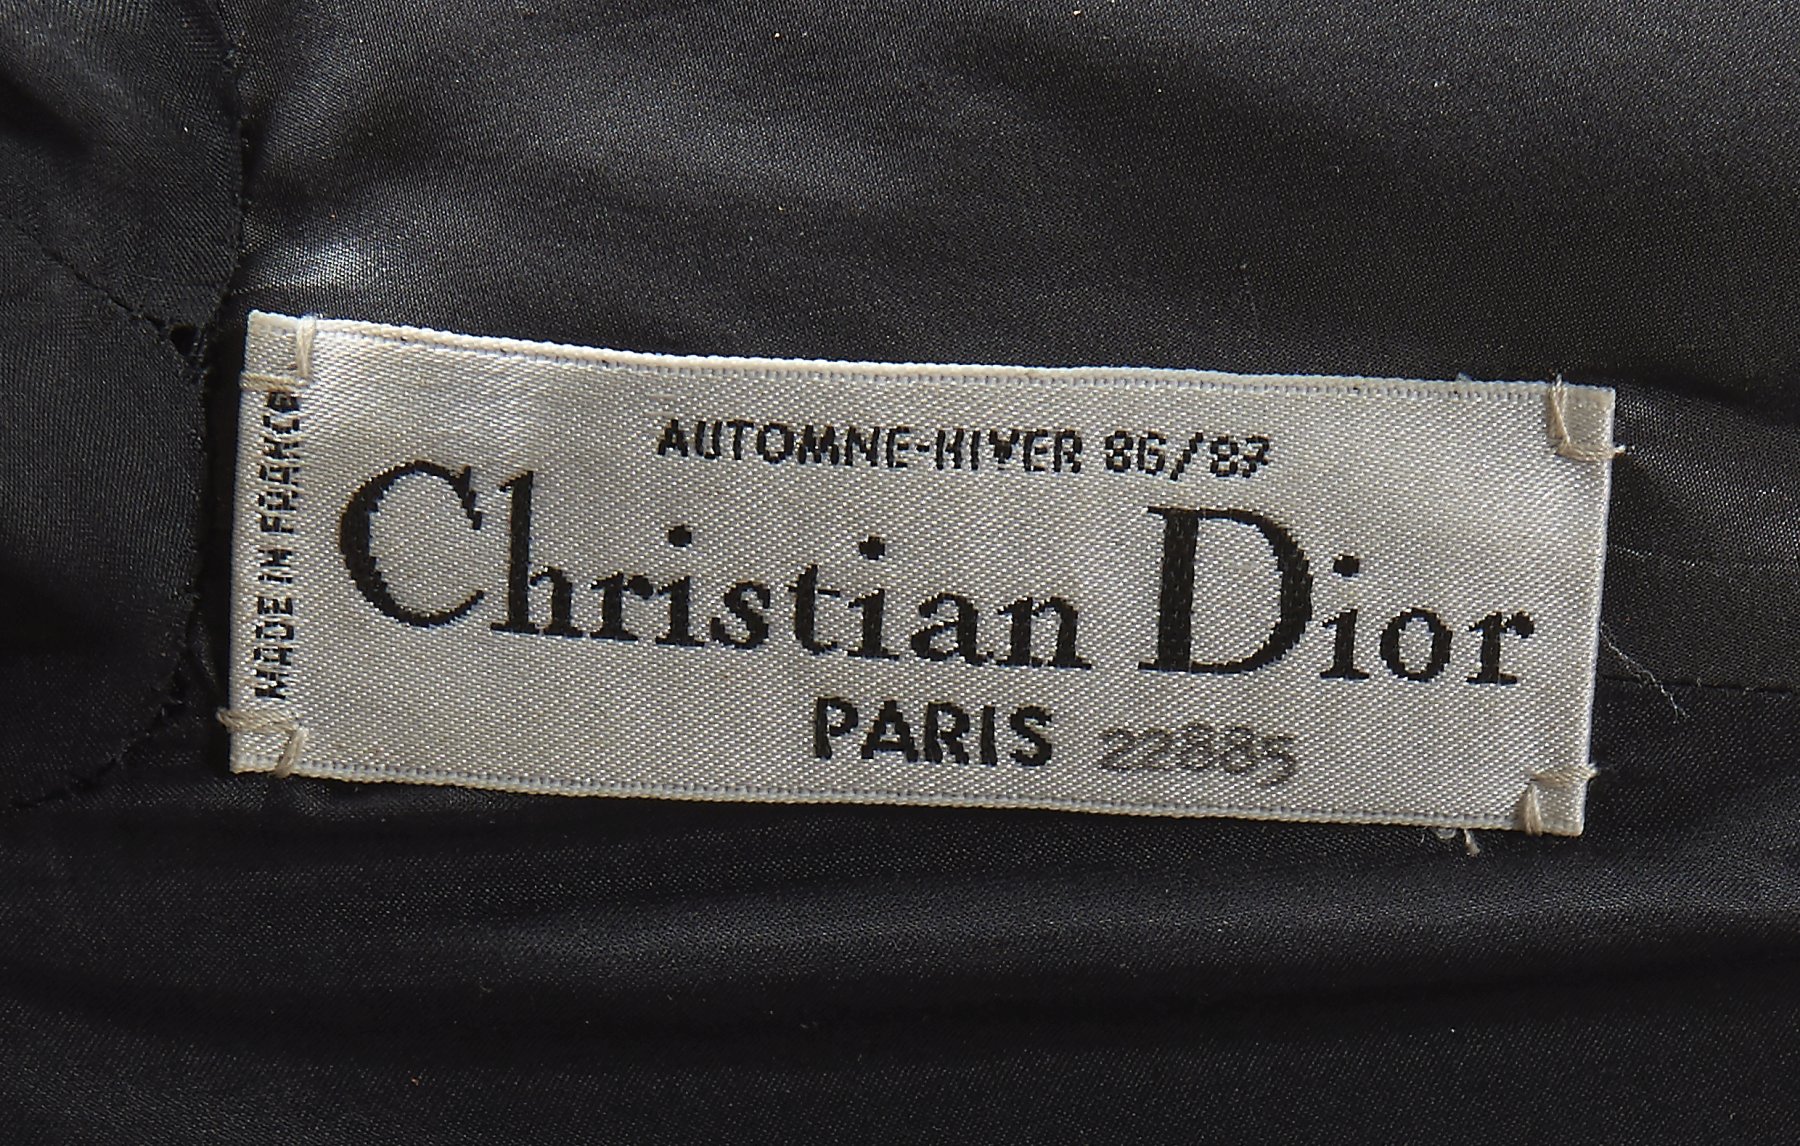 AUTOMNE-HIVER 86/87
Christian Dior
PARIS 22885
MADE IN FRANCE